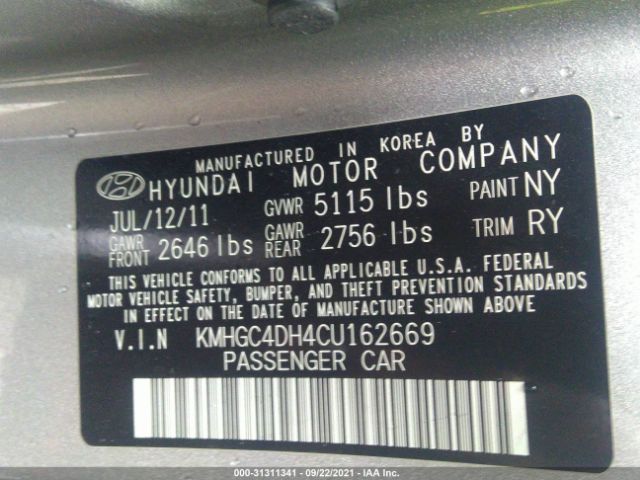 MANUFACTURED IN KOREA BY
HYUNDAI MOTOR COMPANY
JUL/12/11 GVWR 5115 lbs PAINT NY
GAWR FRONT 2646 lbs GAWR REAR 2756 lbs TRIM RY
THIS VEHICLE CONFORMS TO ALL APPLICABLE U.S.A. FEDERAL
MOTOR VEHICLE SAFETY, BUMPER, AND THEFT PREVENTION STANDARDS
IN EFFECT ON THE DATE OF MANUFACTURE SHOWN ABOVE
V.I.N KMHGC4DH4CU162669
PASSENGER CAR
000-31311341 - 09/22/2021 - IAA Inc.